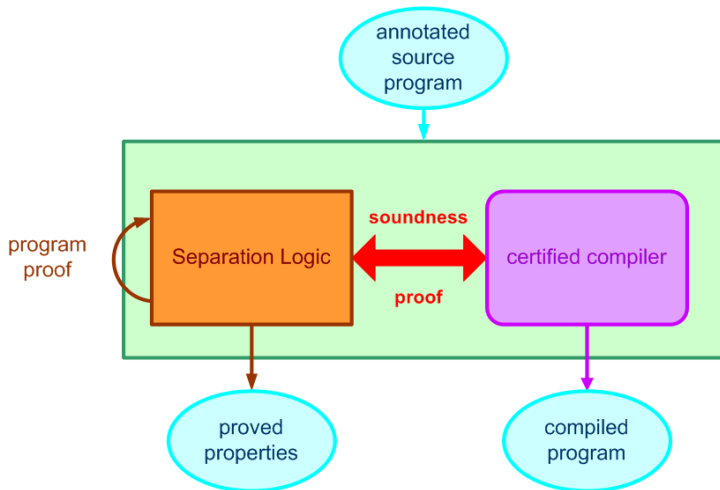 annotated
source
program
program
proof
Separation Logic
soundness
proof
certified compiler
proved
properties
compiled
program